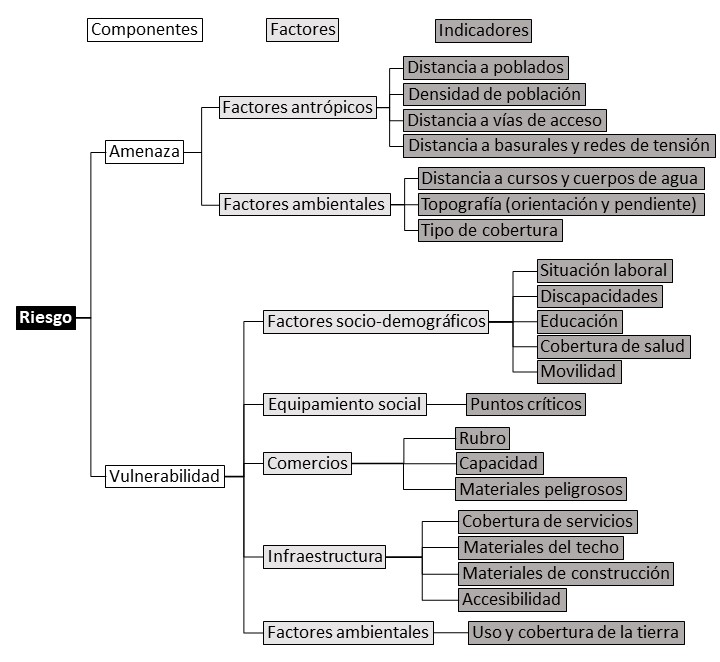 Componentes
Factores
Indicadores
Riesgo
Amenaza
Factores antrópicos
Distancia a poblados
Densidad de población
Distancia a vías de acceso
Distancia a basurales y redes de tensión
Factores ambientales
Distancia a cursos y cuerpos de agua
Topografía (orientación y pendiente)
Tipo de cobertura
Vulnerabilidad
Factores socio-demográficos
Situación laboral
Discapacidades
Educación
Cobertura de salud
Movilidad
Equipamiento social
Puntos críticos
Comercios
Rubro
Capacidad
Materiales peligrosos
Infraestructura
Cobertura de servicios
Materiales del techo
Materiales de construcción
Accesibilidad
Factores ambientales
Uso y cobertura de la tierra